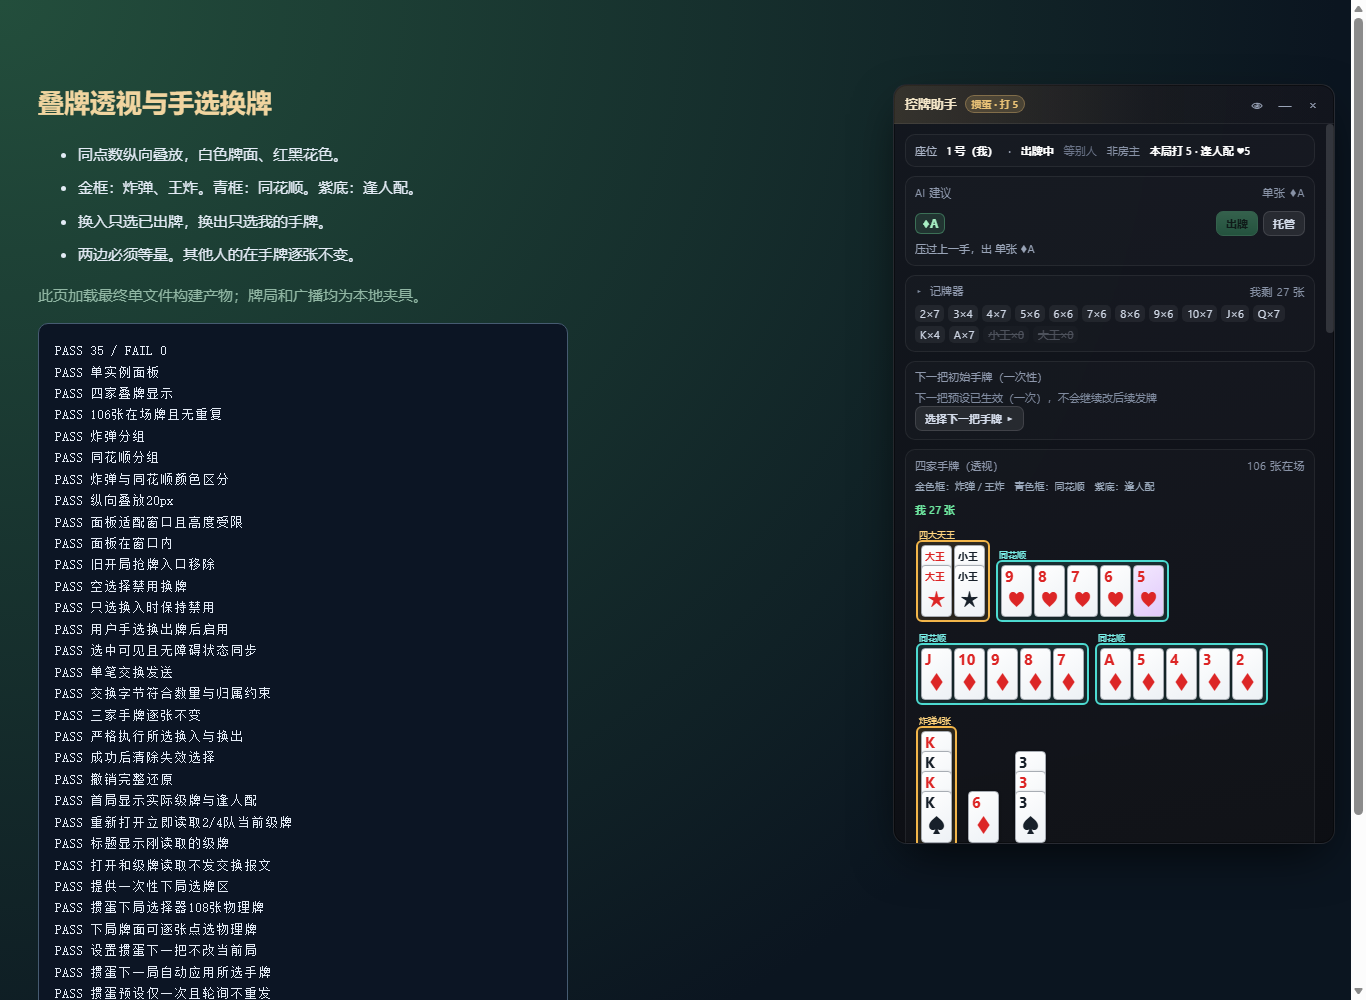 叠牌透视与手选换牌
同点数纵向叠放，白色牌面、红黑花色。
金框：炸弹、王炸。青框：同花顺。紫底：逢人配。
换入只选已出牌，换出只选我的手牌。
两边必须等量。其他人的在手牌逐张不变。
此页加载最终单文件构建产物；牌局和广播均为本地夹具。
PASS 35 / FAIL 0
PASS 单实例面板
PASS 四家叠牌显示
PASS 106张在场牌且无重复
PASS 炸弹分组
PASS 同花顺分组
PASS 炸弹与同花顺颜色区分
PASS 纵向叠放20px
PASS 面板适配窗口且高度受限
PASS 面板在窗口内
PASS 旧开局抢牌入口移除
PASS 空选择禁用换牌
PASS 只选换入时保持禁用
PASS 用户手选换出牌后启用
PASS 选中可见且无障碍状态同步
PASS 单笔交换发送
PASS 交换字节符合数量与归属约束
PASS 三家手牌逐张不变
PASS 严格执行所选换入与换出
PASS 成功后清除失效选择
PASS 撤销完整还原
PASS 首局显示实际级牌与逢人配
PASS 重新打开立即读取2/4队当前级牌
PASS 标题显示刚读取的级牌
PASS 打开和级牌读取不发交换报文
PASS 提供一次性下局选牌区
PASS 掼蛋下局选择器108张物理牌
PASS 下局牌面可逐张点选物理牌
PASS 设置掼蛋下一把不改当前局
PASS 掼蛋下一局自动应用所选手牌
PASS 掼蛋预设仅一次且轮询不重发
控牌助手 掼蛋 · 打 5 — ×
座位 1 号（我） · 出牌中 等别人 非房主 本局打 5 · 逢人配 ♥5
AI 建议 单张 ♦A
♦A 出牌 托管
压过上一手，出 单张 ♦A
▸ 记牌器 我剩 27 张
2×7 3×4 4×7 5×6 6×6 7×6 8×6 9×6 10×7 J×6 Q×7
K×4 A×7 小王×0 大王×0
下一把初始手牌（一次性）
下一把预设已生效（一次），不会继续改后续发牌
选择下一把手牌 ▸
四家手牌（透视） 106 张在场
金色框：炸弹 / 王炸 青色框：同花顺 紫底：逢人配
我 27 张
四大天王
大王 小王
大王 小王
★ ★
同花顺
9 8 7 6 5
♥ ♥ ♥ ♥ ♥
同花顺
J 10 9 8 7
♦ ♦ ♦ ♦ ♦
同花顺
A 5 4 3 2
♦ ♦ ♦ ♦ ♦
炸弹4张
K
K
K
K
♠
6
♦
3
3
3
♠